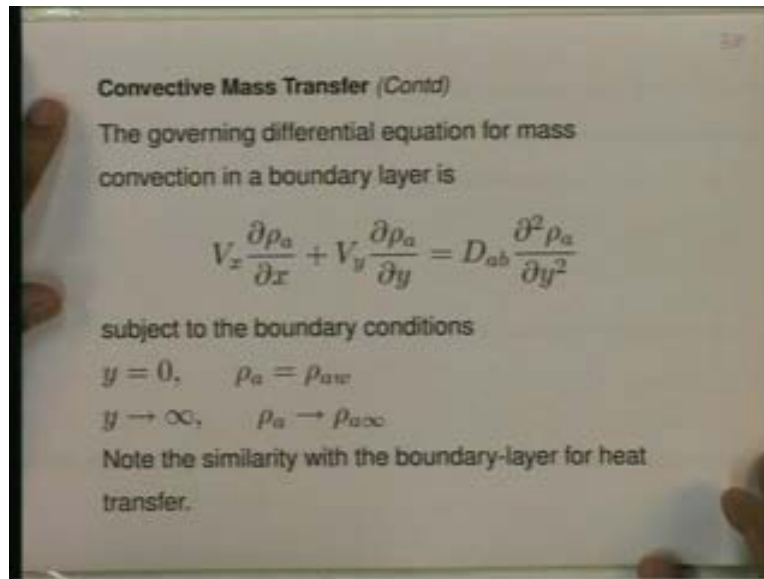 Convective Mass Transfer (Contd)
The governing differential equation for mass
convection in a boundary layer is
V_x ∂ρ_a/∂x + V_y ∂ρ_a/∂y = D_ab ∂²ρ_a/∂y²
subject to the boundary conditions
y = 0, ρ_a = ρ_aw
y → ∞, ρ_a → ρ_a∞
Note the similarity with the boundary-layer for heat
transfer.